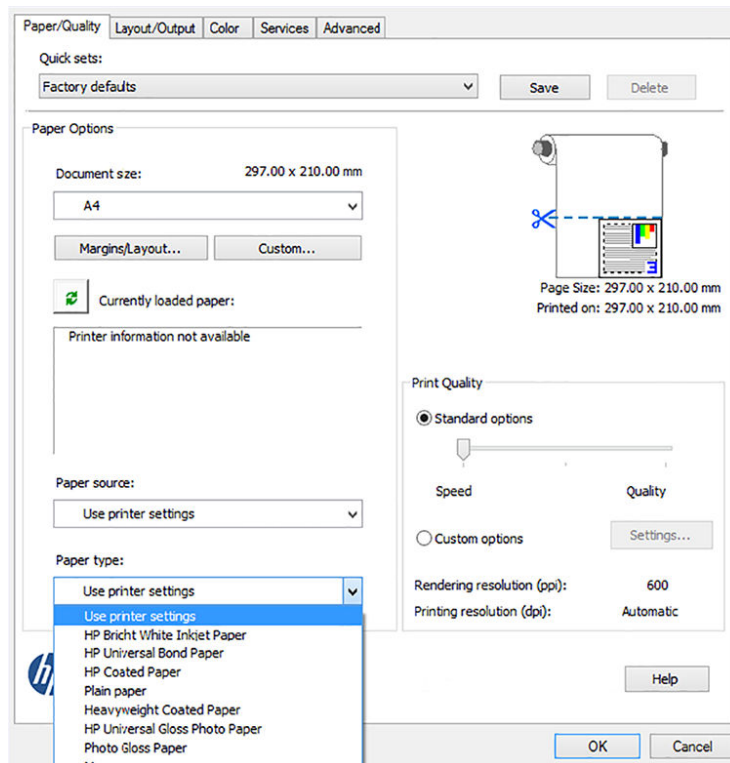 Paper/Quality Layout/Output Color Services Advanced
Quick sets:
Factory defaults Save Delete
Paper Options
Document size: 297.00 x 210.00 mm
A4
Margins/Layout... Custom...
Currently loaded paper:
Printer information not available
Page Size: 297.00 x 210.00 mm
Printed on: 297.00 x 210.00 mm
Print Quality
Standard options
Speed Quality
Custom options Settings...
Rendering resolution (ppi): 600
Printing resolution (dpi): Automatic
Paper source:
Use printer settings
Paper type:
Use printer settings
Use printer settings
HP Bricht White Inkjet Paper
HP Universal Bond Paper
HP Coated Paper
Plain paper
Heavyweight Coated Paper
HP Universal Gloss Photo Paper
Photo Gloss Paper
hp
Help
OK Cancel